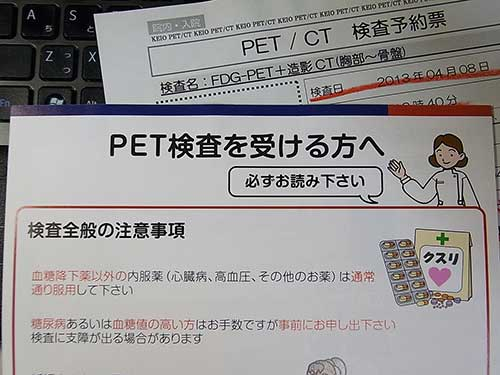 院内・入院
KEIO PET/CT KEIO PET/CT KEIO PET/CT KEIO PET/CT KEIO PET/CT KEIO PET/CT
PET / CT 検査予約票
検査名：FDG-PET＋造影CT(胸部～骨盤)
検査日 2013年04月08日
40分
PET検査を受ける方へ
必ずお読み下さい
検査全般の注意事項
血糖降下薬以外の内服薬（心臓病、高血圧、その他のお薬）は通常
通り服用して下さい
クスリ
糖尿病あるいは血糖値の高い方はお手数ですが事前にお申し出下さい
検査に支障が出る場合があります